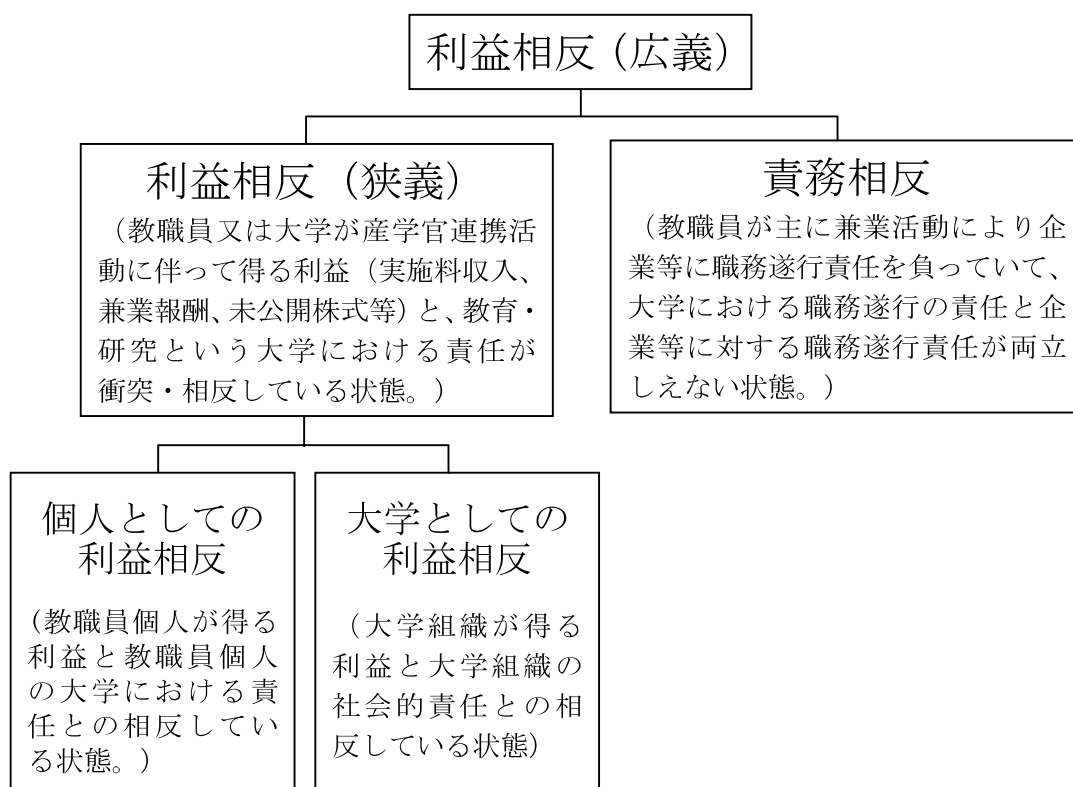 利益相反（広義）
利益相反（狭義）
（教職員又は大学が産学官連携活
動に伴って得る利益（実施料収入、
兼業報酬、未公開株式等）と、教育・
研究という大学における責任が
衝突・相反している状態。）
責務相反
（教職員が主に兼業活動により企
業等に職務遂行責任を負っていて、
大学における職務遂行の責任と企
業等に対する職務遂行責任が両立
しえない状態。）
個人としての
利益相反
（教職員個人が得る
利益と教職員個人
の大学における責
任との相反してい
る状態。）
大学としての
利益相反
（大学組織が得る
利益と大学組織の
社会的責任との相
反している状態）